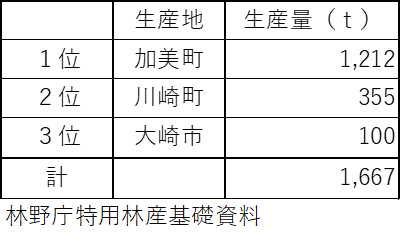 生産地 生産量（ｔ）
１位 加美町 1,212
２位 川崎町 355
３位 大崎市 100
計 1,667
林野庁特用林産基礎資料